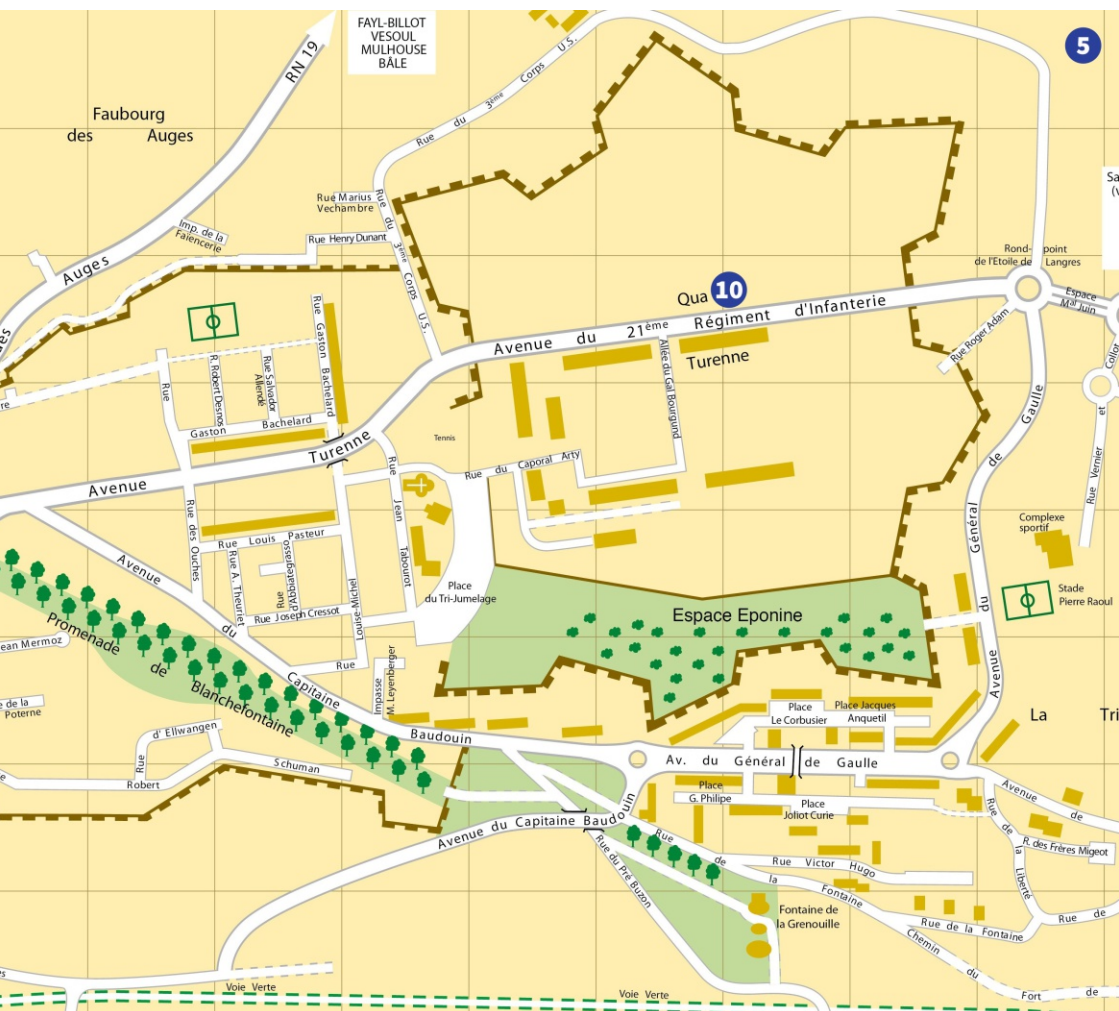 FAYL-BILLOT
VESOUL
MULHOUSE
BÂLE
RN 19
5
Rue du 3ème Corps U.S.
Faubourg
des Auges
Rue Marius
Vechambre
Imp. de la
Faïencerie
Rue Henry Dunant
Rue du 3ème Corps U.S.
Auges
Rond-point
de l'Etoile de Langres
Espace
Mal Juin
Qua
10
Avenue du 21ème Régiment d'Infanterie
Turenne
Rue Roger Adam
Collot
Rue Gaston Bachelard
R. Robert Desnos
Rue Salvador
Allendé
Rue
Gaston Bachelard
Allée du Gal Bourgund
Tennis
Avenue Turenne
Rue du Caporal Arty
Rue Jean Tabourot
Rue Vernier et
Avenue du Général de Gaulle
Complexe
sportif
Stade
Pierre Raoul
Rue des Ouches
Rue Louis Pasteur
Rue A. Theuriet
Rue
d'Abbiategrasso
Rue Joseph Cressot
Rue Louise-Michel
Place
du Tri-Jumelage
Espace Eponine
Avenue du Capitaine Baudouin
Promenade de Blanchefontaine
Jean Mermoz
e de la
Poterne
Impasse
M. Leyenberger
Rue d'Ellwangen
Robert Schuman
Place
Le Corbusier
Place Jacques
Anquetil
La Tri
Av. du Général de Gaulle
Place
G. Philipe
Place
Joliot Curie
Avenue de
Avenue du Capitaine Baudouin
Rue de la Fontaine
Rue Victor Hugo
Rue de la Liberté
R. des Frères Migeot
Rue du Pré Buzon
Fontaine de
la Grenouille
Rue de la Fontaine
Rue de
Chemin du Fort de
Voie Verte
Voie Verte